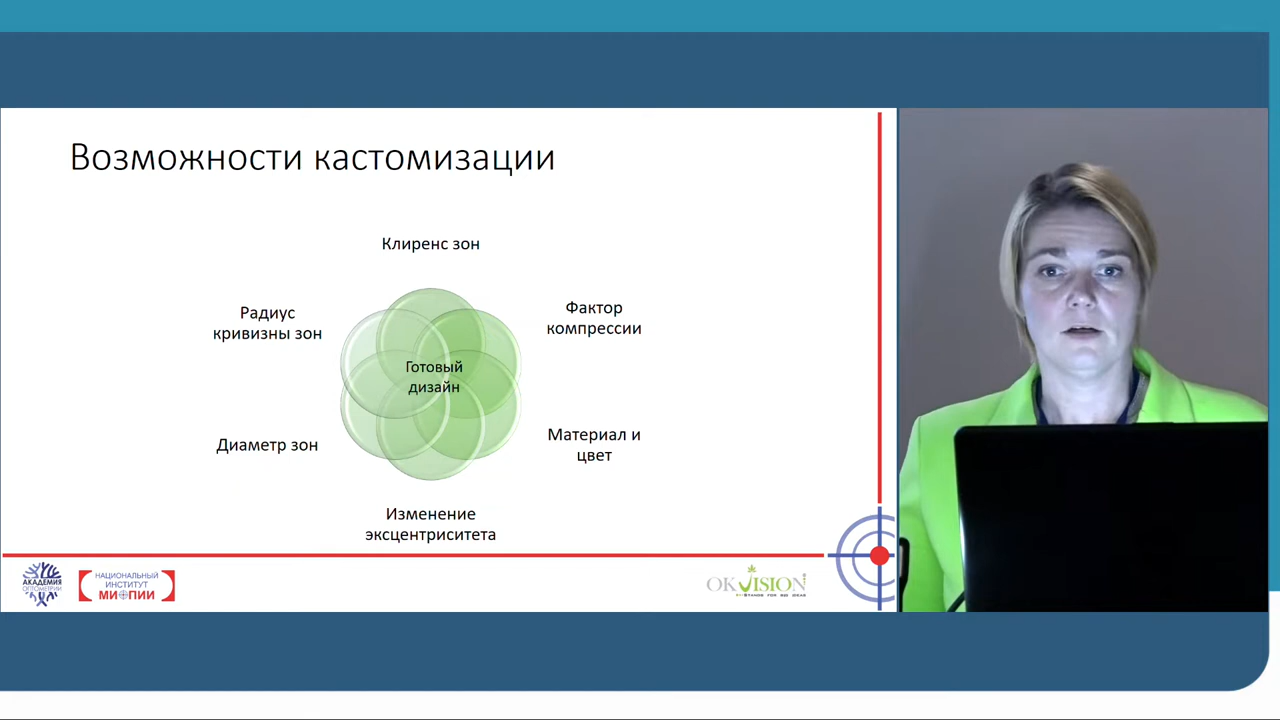 Возможности кастомизации
Клиренс зон
Фактор
компрессии
Материал и
цвет
Изменение
эксцентриситета
Диаметр зон
Радиус
кривизны зон
Готовый
дизайн
АКАДЕМИЯ
ОПТОМЕТРИИ
НАЦИОНАЛЬНЫЙ
ИНСТИТУТ
МИОПИИ
OKVISION